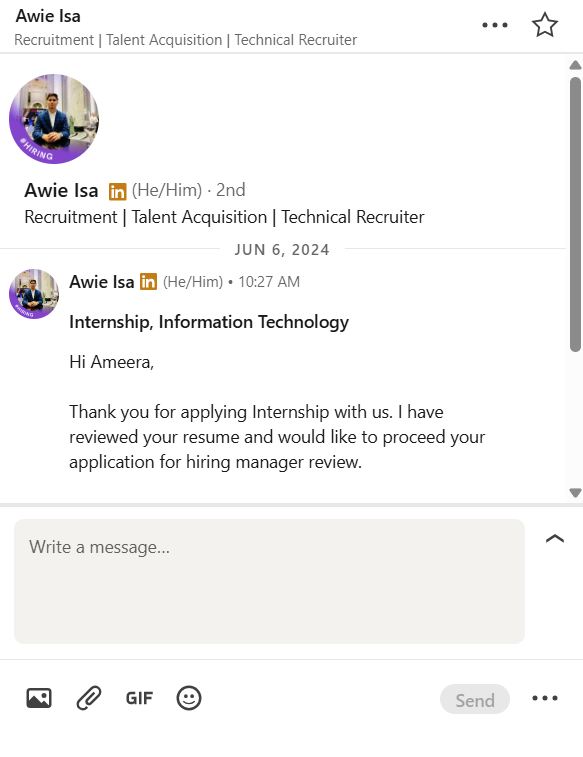 Awie Isa
Recruitment | Talent Acquisition | Technical Recruiter
#HIRING
Awie Isa in (He/Him) · 2nd
Recruitment | Talent Acquisition | Technical Recruiter
JUN 6, 2024
#HIRING
Awie Isa in (He/Him) • 10:27 AM
Internship, Information Technology
Hi Ameera,
Thank you for applying Internship with us. I have
reviewed your resume and would like to proceed your
application for hiring manager review.
Write a message...
GIF
Send